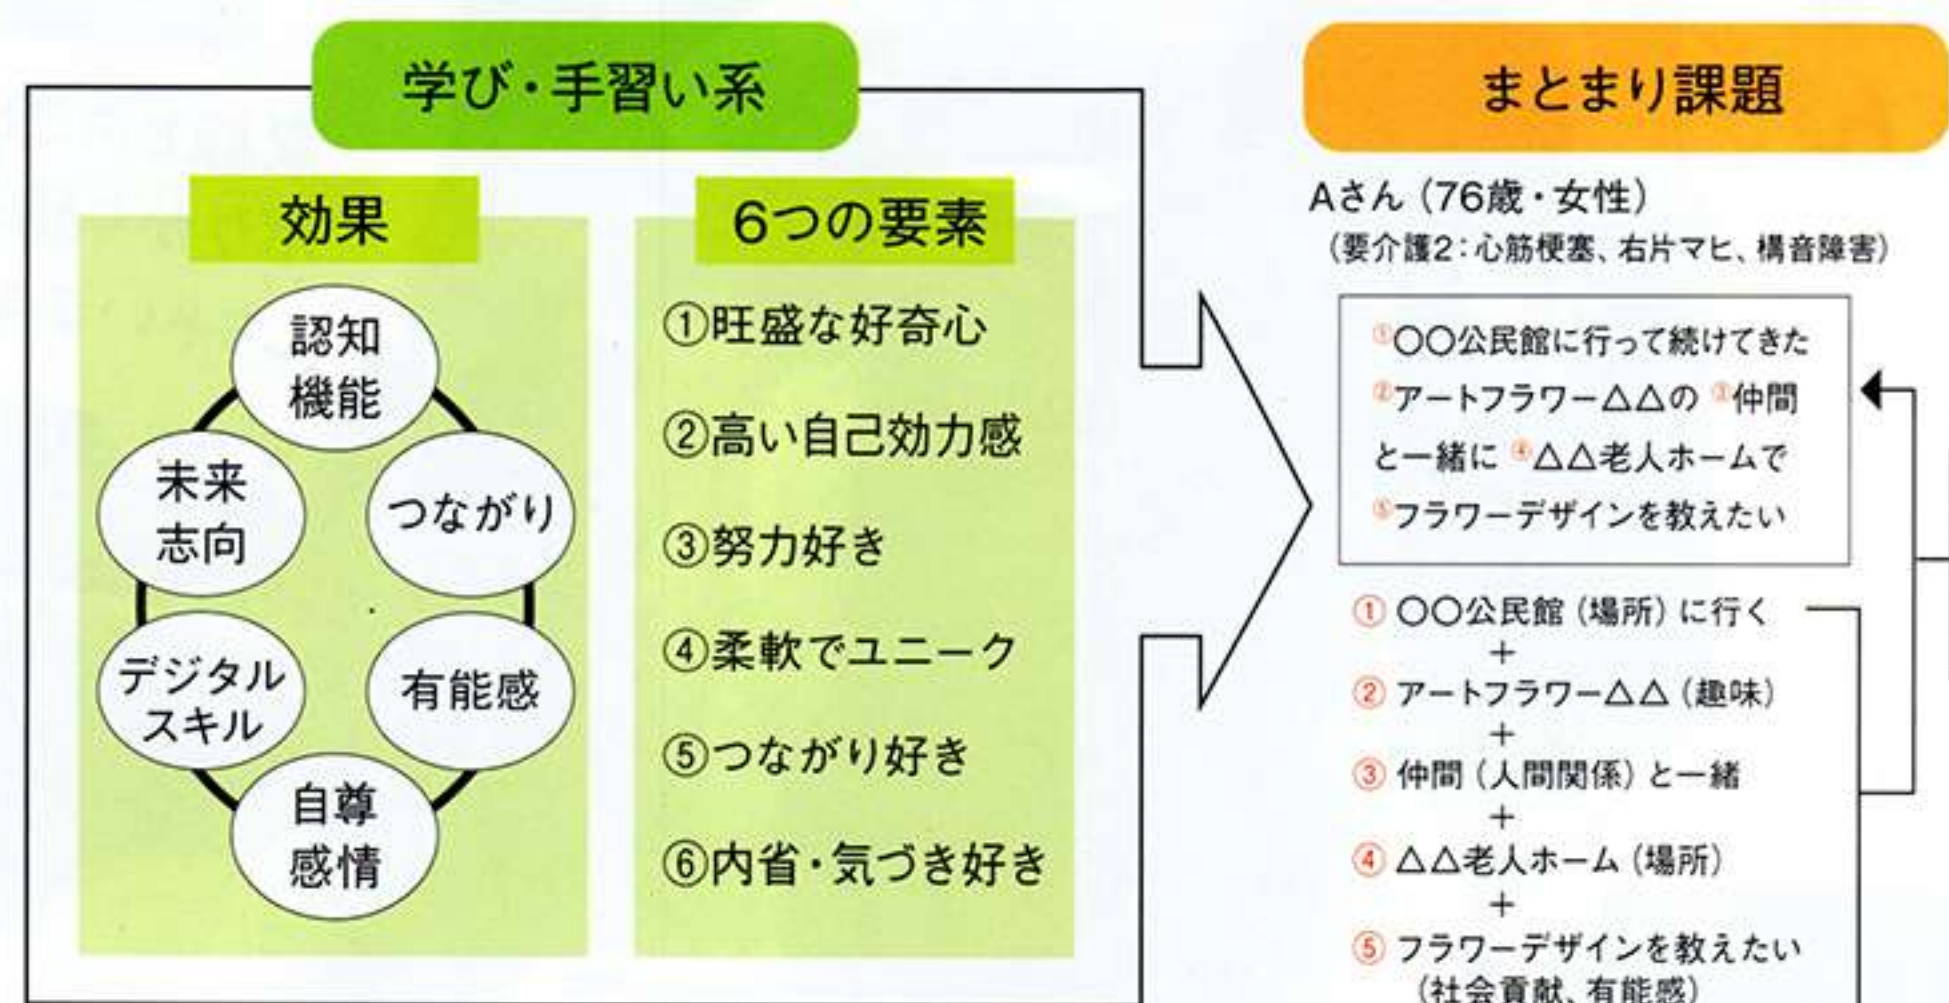 学び・手習い系
効果
認知
機能
つながり
有能感
自尊
感情
デジタル
スキル
未来
志向
6つの要素
①旺盛な好奇心
②高い自己効力感
③努力好き
④柔軟でユニーク
⑤つながり好き
⑥内省・気づき好き
まとまり課題
Aさん（76歳・女性）
（要介護2：心筋梗塞、右片マヒ、構音障害）
①〇〇公民館に行って続けてきた
②アートフラワー△△の ③仲間
と一緒に ④△△老人ホームで
⑤フラワーデザインを教えたい
① 〇〇公民館（場所）に行く
＋
② アートフラワー△△（趣味）
＋
③ 仲間（人間関係）と一緒
＋
④ △△老人ホーム（場所）
＋
⑤ フラワーデザインを教えたい
（社会貢献、有能感）